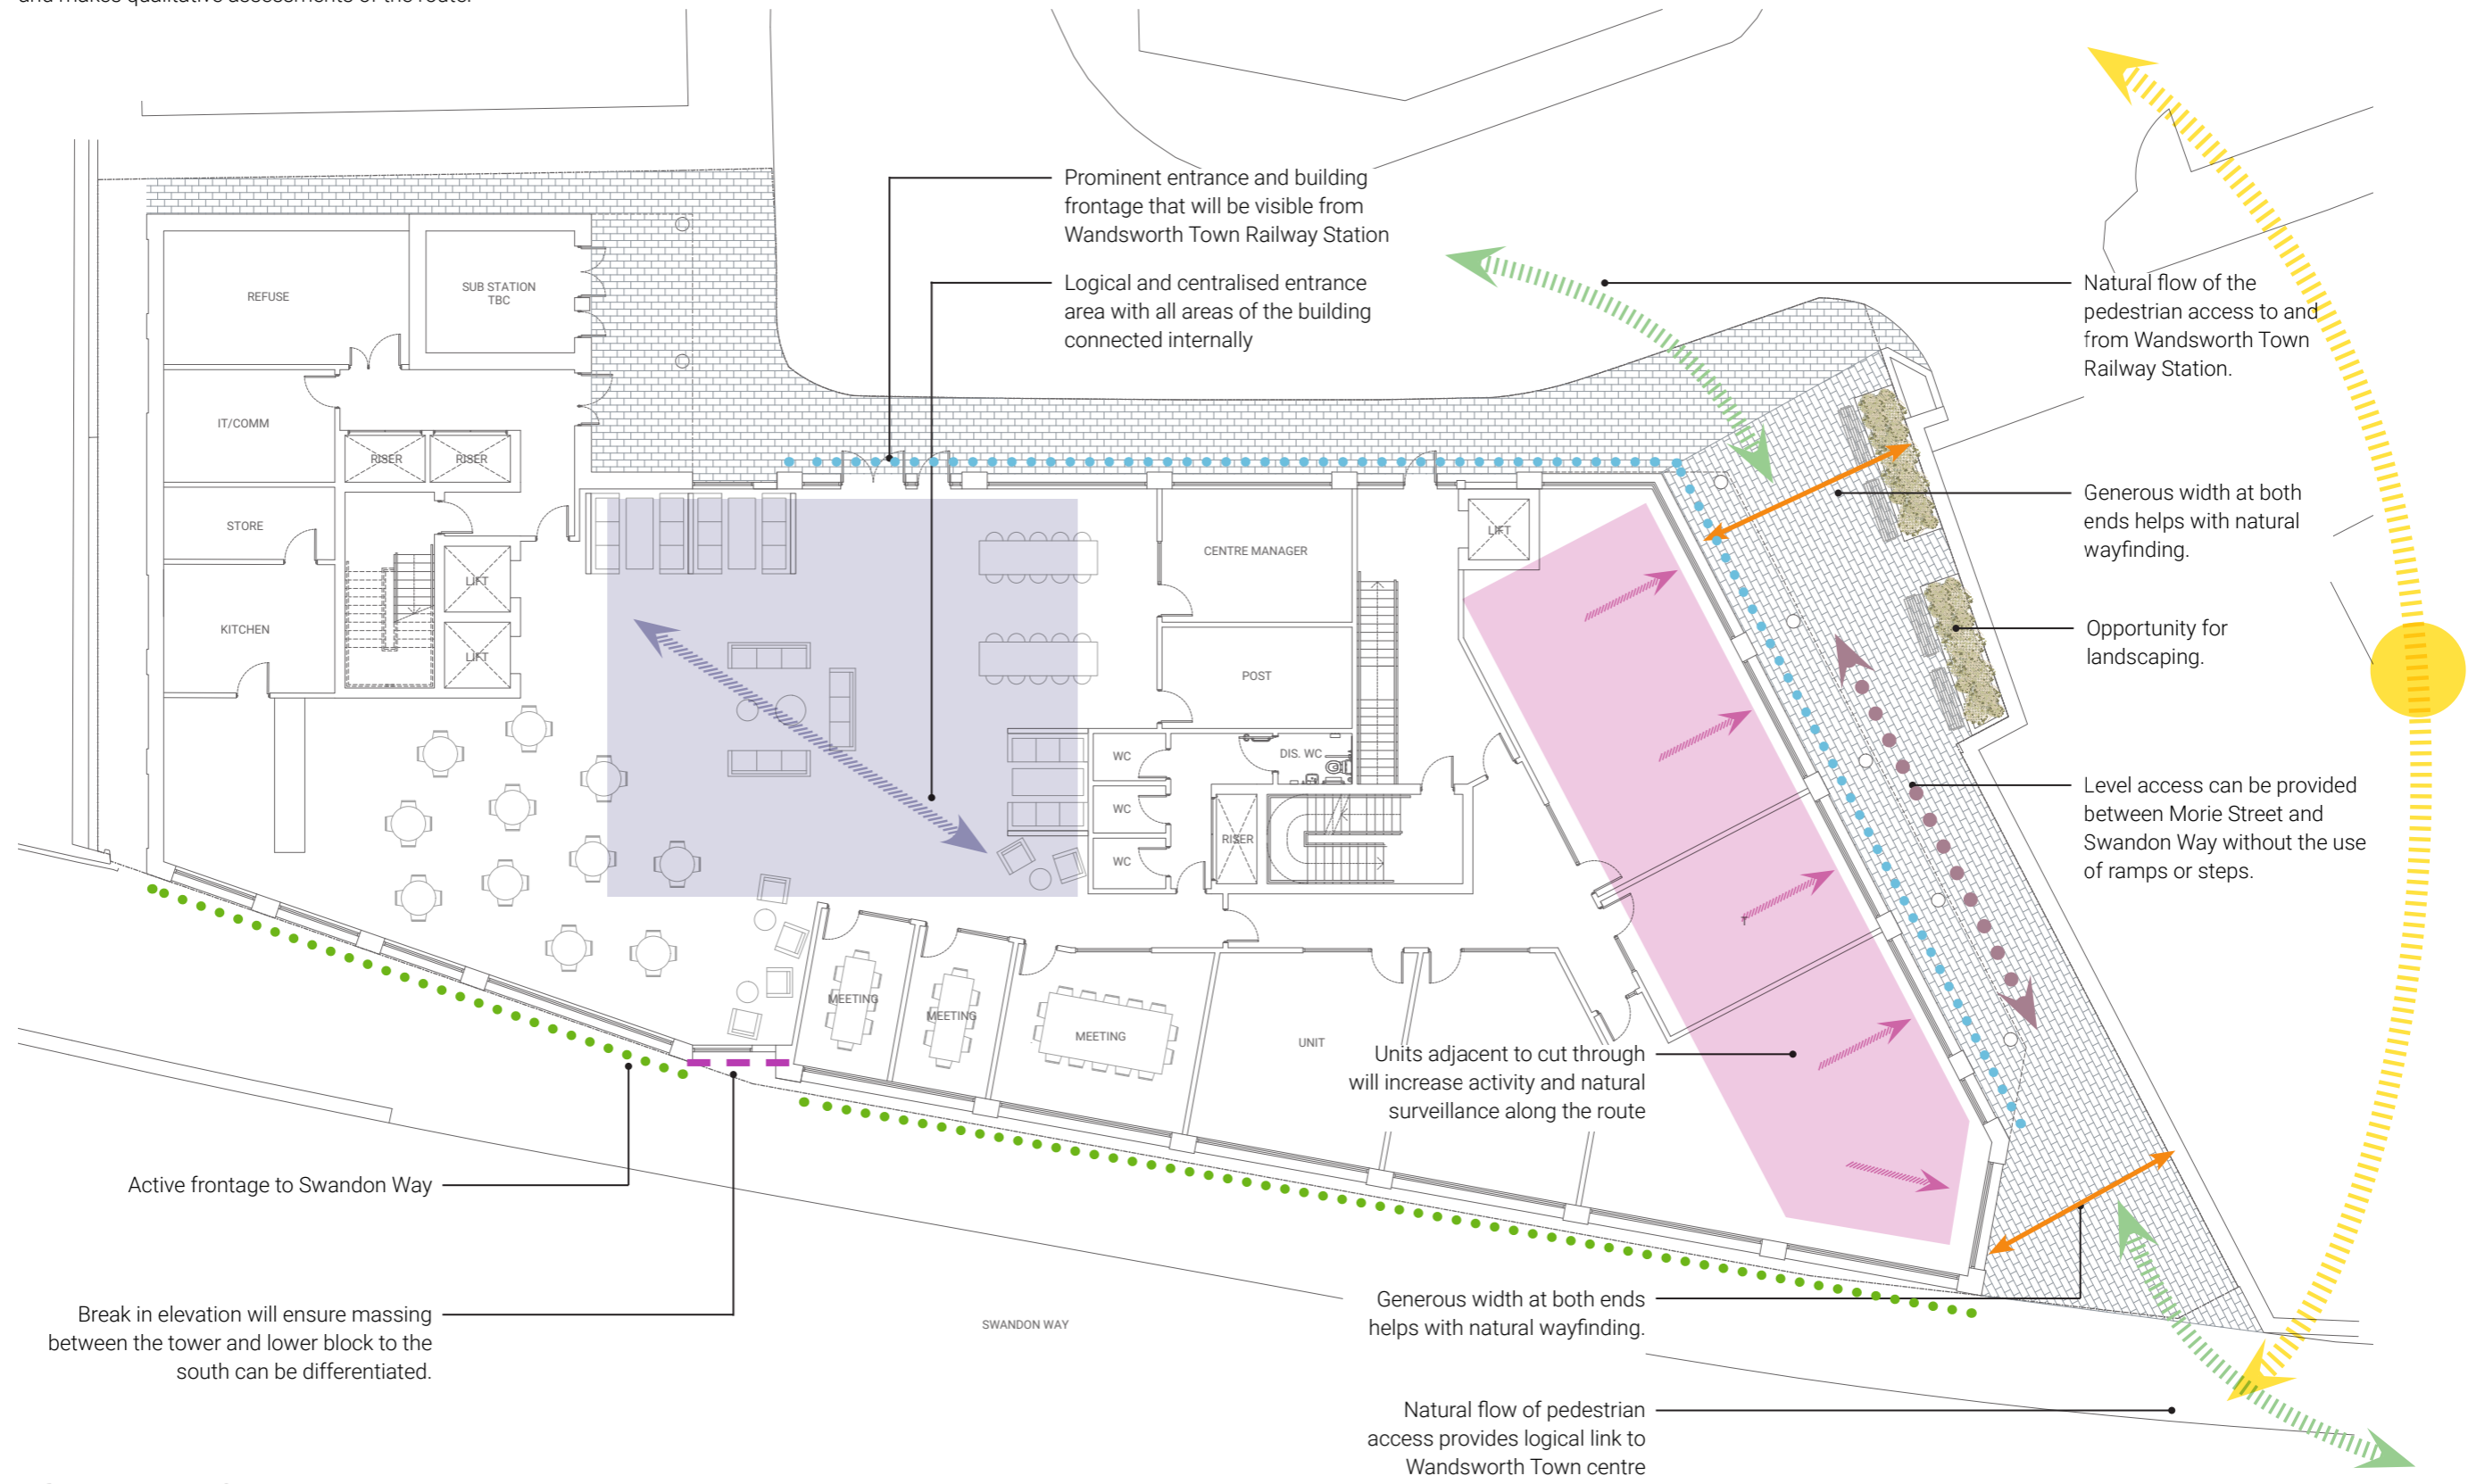 Prominent entrance and building
frontage that will be visible from
Wandsworth Town Railway Station
Logical and centralised entrance
area with all areas of the building
connected internally
Natural flow of the
pedestrian access to and
from Wandsworth Town
Railway Station.
REFUSE
SUB STATION
TBC
IT/COMM
RISER
RISER
STORE
KITCHEN
LIFT
LIFT
CENTRE MANAGER
LIFT
POST
WC
WC
WC
DIS. WC
RISER
Generous width at both
ends helps with natural
wayfinding.
Opportunity for
landscaping.
Level access can be provided
between Morie Street and
Swandon Way without the use
of ramps or steps.
MEETING
MEETING
MEETING
UNIT
Units adjacent to cut through
will increase activity and natural
surveillance along the route
Active frontage to Swandon Way
Break in elevation will ensure massing
between the tower and lower block to the
south can be differentiated.
SWANDON WAY
Generous width at both ends
helps with natural wayfinding.
Natural flow of pedestrian
access provides logical link to
Wandsworth Town centre